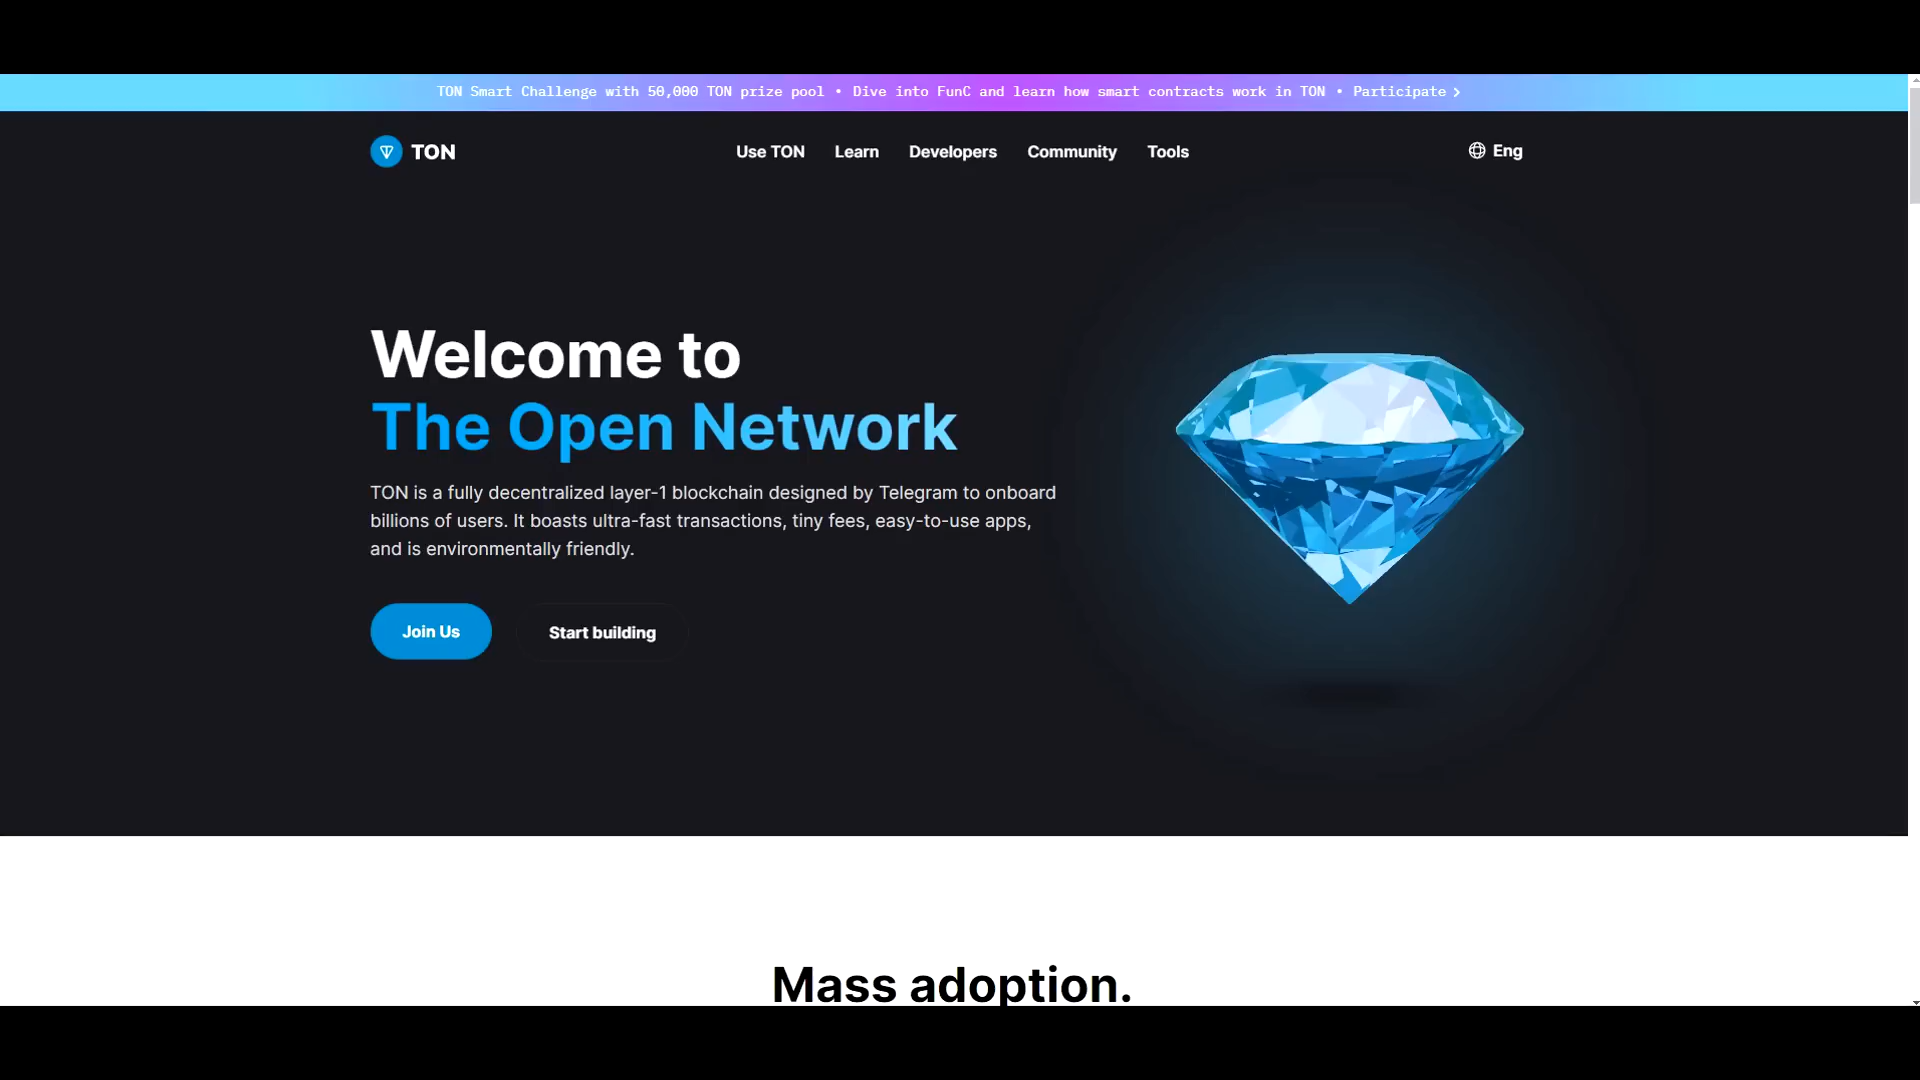 TON Smart Challenge with 50,000 TON prize pool • Dive into FunC and learn how smart contracts work in TON • Participate >
TON
Use TON Learn Developers Community Tools
Eng
Welcome to
The Open Network
TON is a fully decentralized layer-1 blockchain designed by Telegram to onboard
billions of users. It boasts ultra-fast transactions, tiny fees, easy-to-use apps,
and is environmentally friendly.
Join Us
Start building
Mass adoption.